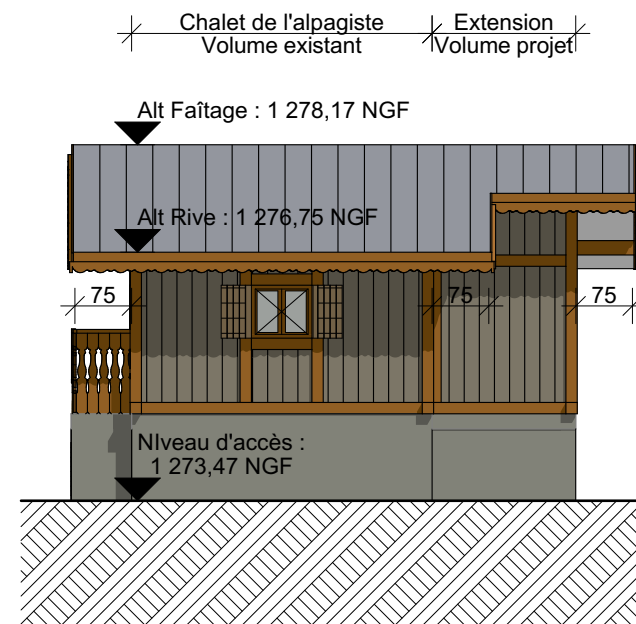 Chalet de l'alpagiste
Volume existant
Extension
Volume projet
Alt Faîtage : 1 278,17 NGF
Alt Rive : 1 276,75 NGF
75
75
75
NIveau d'accès :
1 273,47 NGF